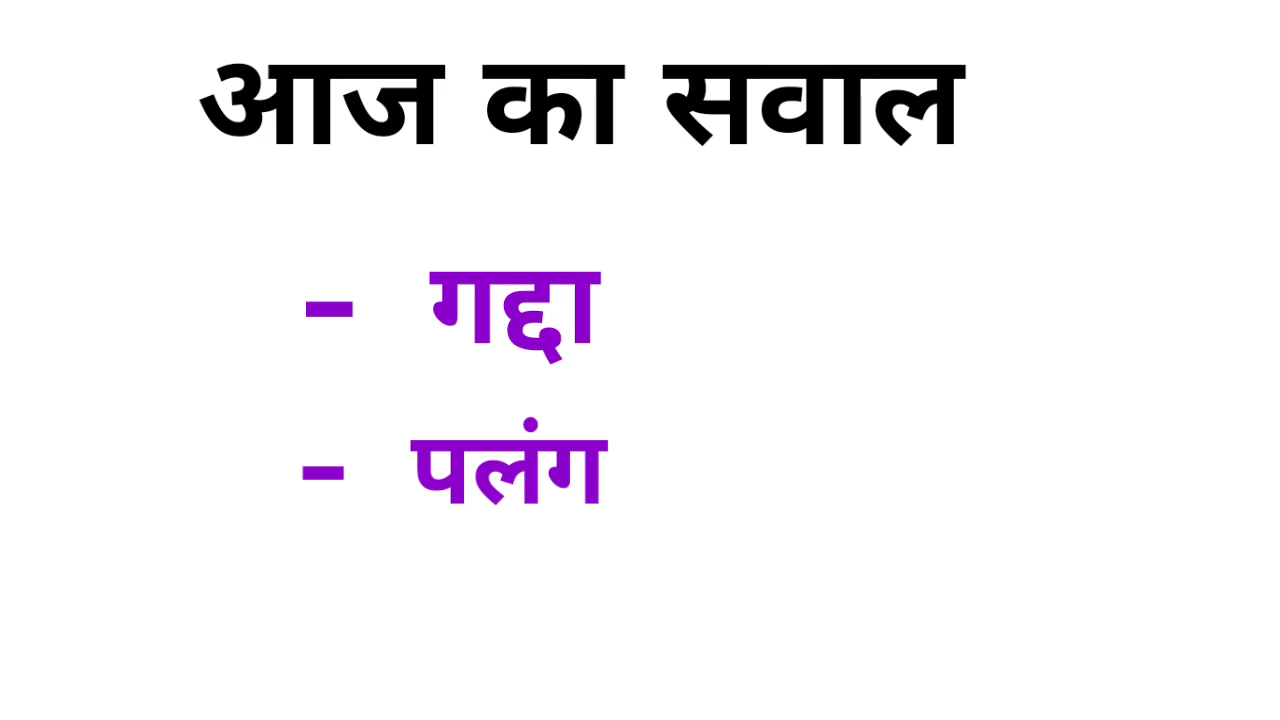 आज का सवाल
- गद्दा
- पलंग